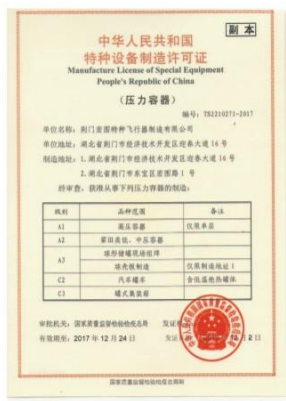 副本
中华人民共和国
特种设备制造许可证
Manufacture License of Special Equipment
People's Republic of China
（压力容器）
编号：TS2210271-2017
单位名称：荆门宏图特种飞行器制造有限公司
单位地址：湖北省荆门市经济技术开发区迎春大道16号
制造地址：1.湖北省荆门市经济技术开发区迎春大道16号
2.湖北省荆门市东宝区宏图路1号
经审查，获准从事下列压力容器的制造：
级别 品种范围 备注
A1 高压容器 仅限单层
A2 第III类低、中压容器
A3 球形储罐现场组焊
球壳板制造 仅限制造地址1
C2 汽车罐车 含低温绝热罐体
C3 罐式集装箱
审批机关：国家质量监督检验检疫总局
有效期至：2017年12月24日
国家质量监督检验检疫总局制